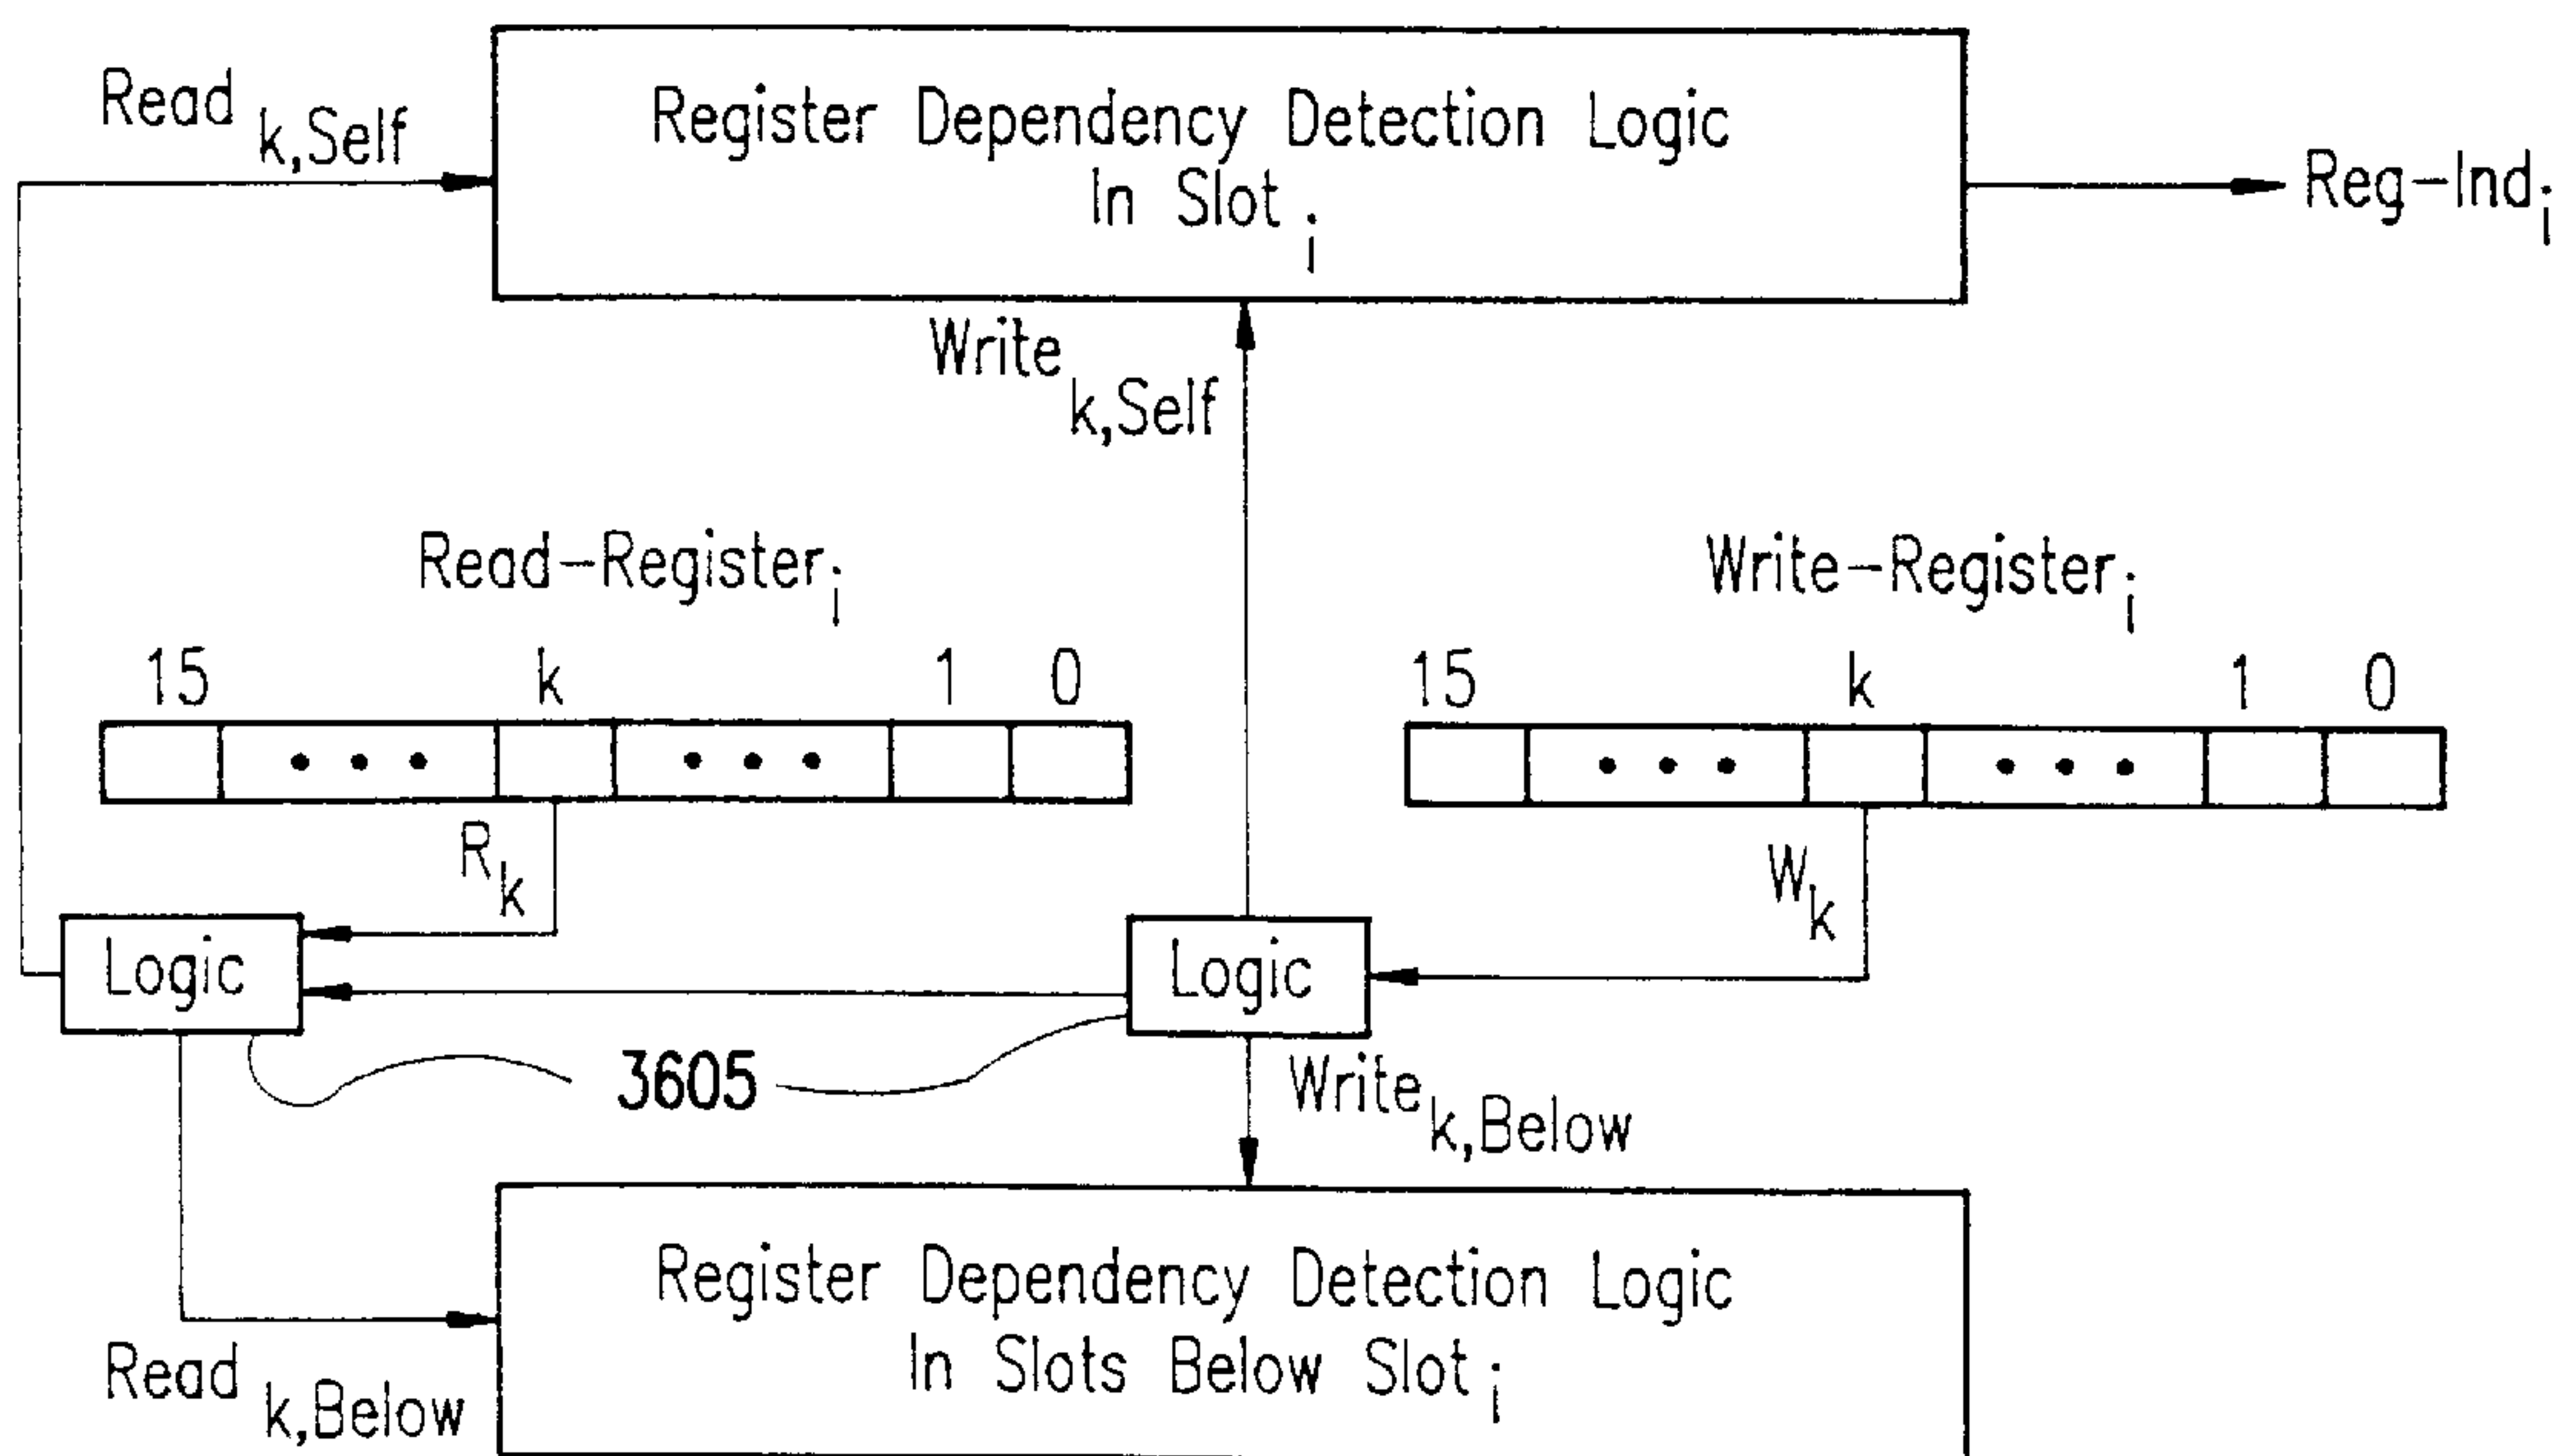 Read k,Self
Register Dependency Detection Logic
In Slot i
Reg-Ind i
Write k,Self
Read-Register i
Write-Register i
15 k 1 0
15 k 1 0
• • • • • •
• • • • • •
R k
W k
Logic
Logic
3605
Write k,Below
Register Dependency Detection Logic
In Slots Below Slot i
Read k,Below